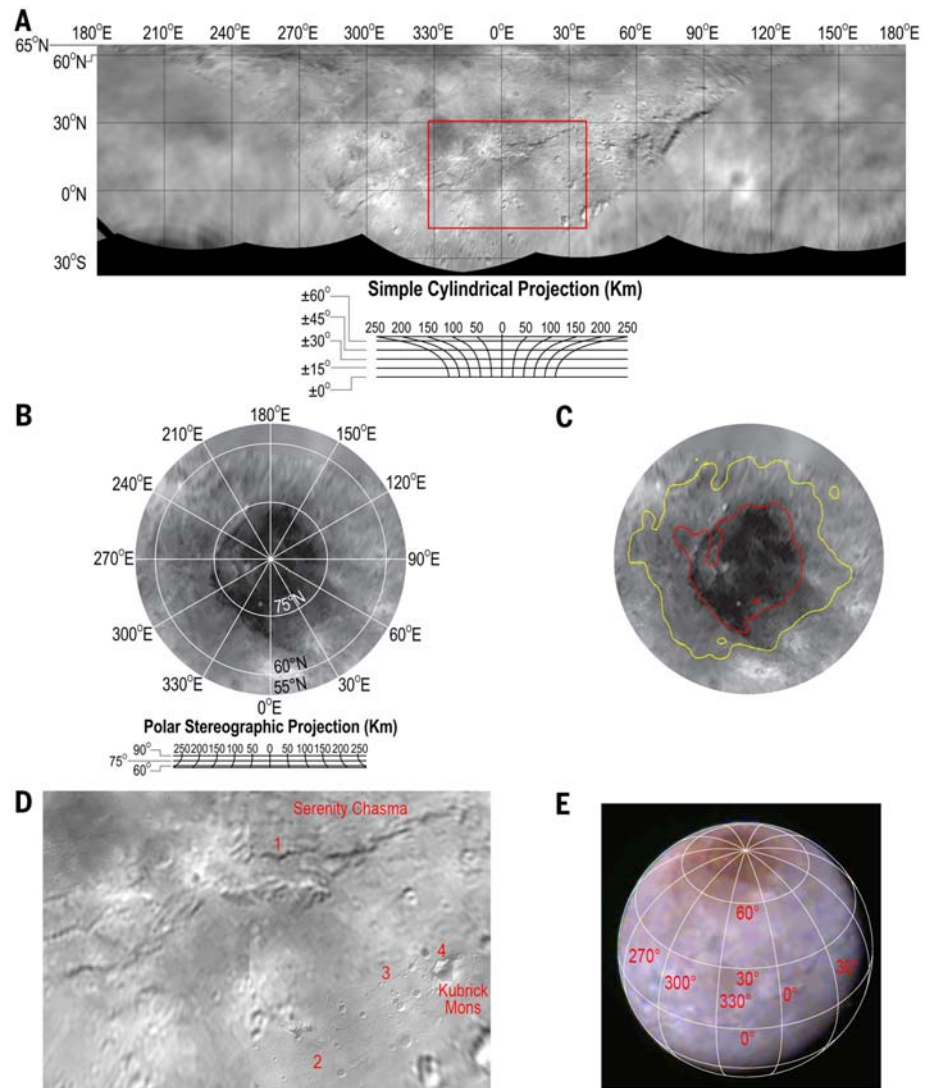 A
180°E 210°E 240°E 270°E 300°E 330°E 0°E 30°E 60°E 90°E 120°E 150°E 180°E
65°N
60°N
30°N
0°N
30°S
Simple Cylindrical Projection (Km)
±60°
±45°
±30°
±15°
±0°
250 200 150 100 50 0 50 100 150 200 250
B
180°E
210°E 150°E
240°E 120°E
270°E 90°E
75°N
300°E 60°E
60°N
330°E 55°N 30°E
0°E
Polar Stereographic Projection (Km)
90°
75°
60°
250 200 150 100 50 0 50 100 150 200 250
C
D
Serenity Chasma
1
4
3
Kubrick
Mons
2
E
60°
270° 30°
300° 30°
330° 0°
0°